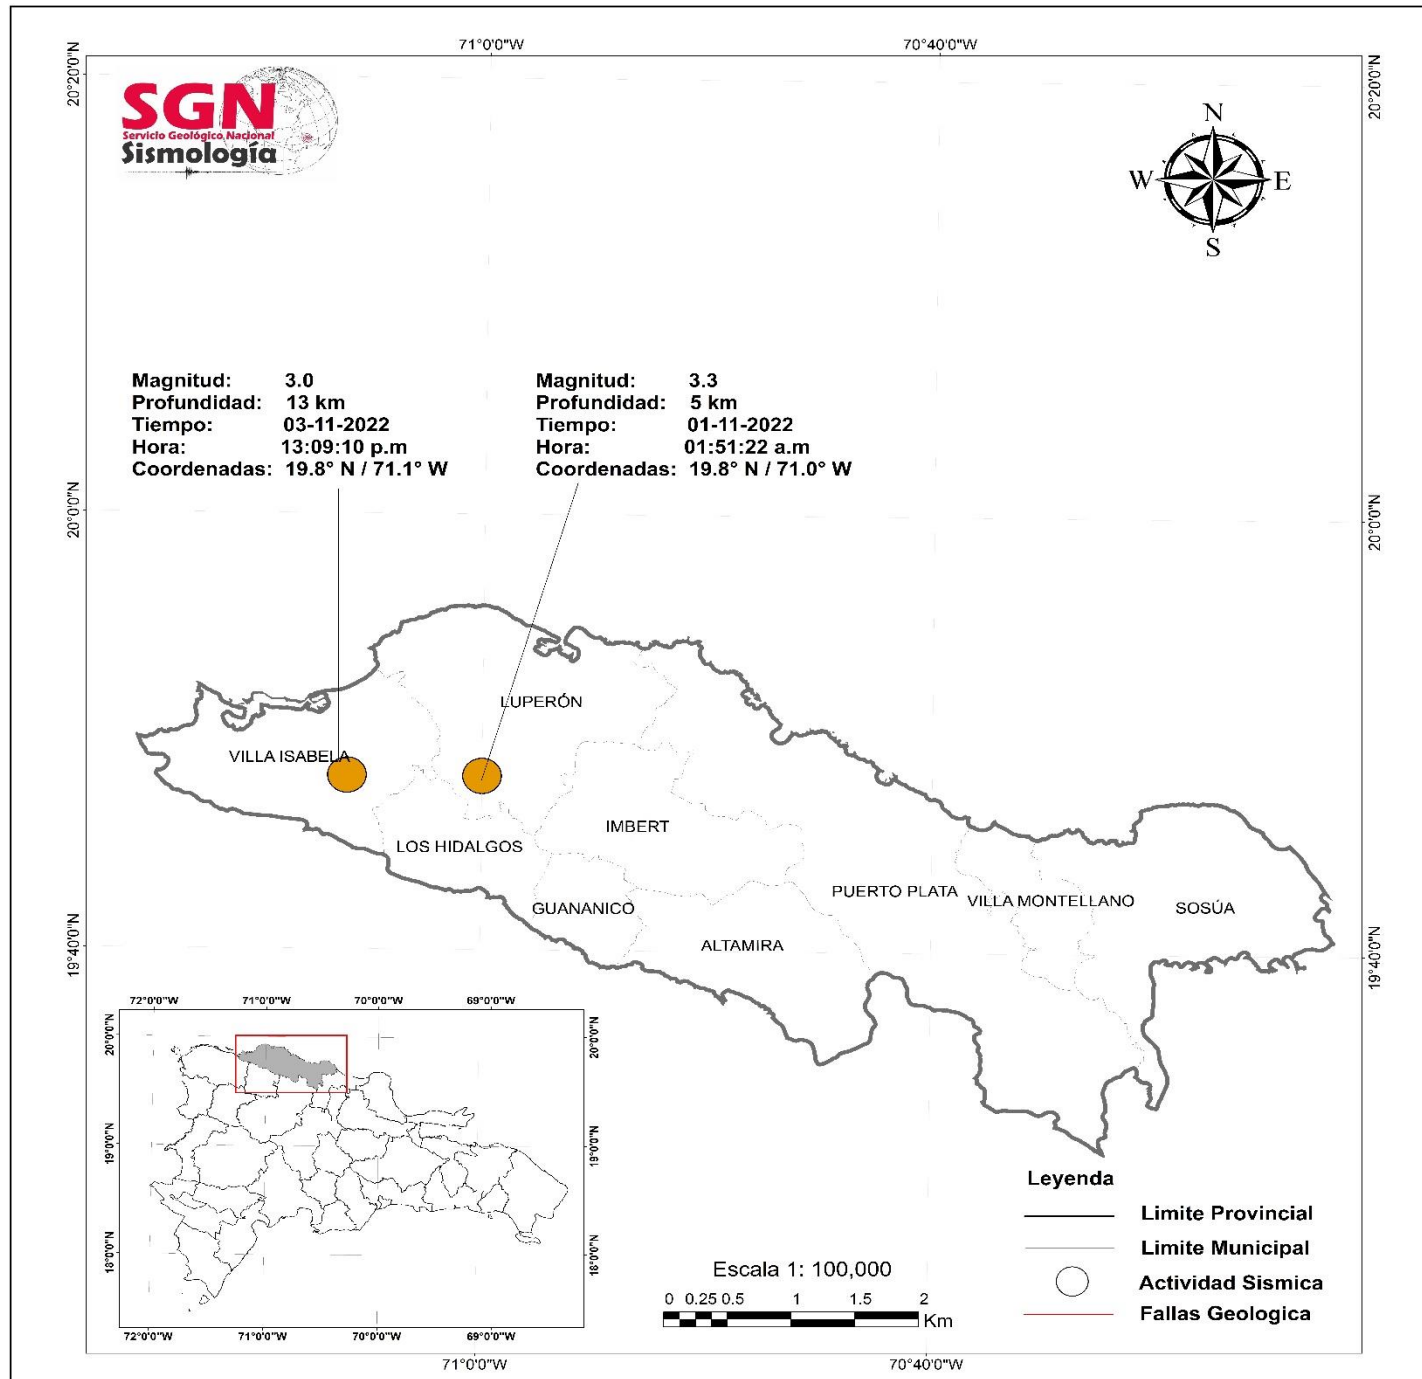 71°0'0"W
70°40'0"W
20°20'0"N
20°20'0"N
SGN
Servicio Geológico Nacional
Sismología
N
W
E
S
Magnitud: 3.0
Profundidad: 13 km
Tiempo: 03-11-2022
Hora: 13:09:10 p.m
Coordenadas: 19.8° N / 71.1° W
Magnitud: 3.3
Profundidad: 5 km
Tiempo: 01-11-2022
Hora: 01:51:22 a.m
Coordenadas: 19.8° N / 71.0° W
20°0'0"N
20°0'0"N
LUPERÓN
VILLA ISABELA
IMBERT
LOS HIDALGOS
PUERTO PLATA
VILLA MONTELLANO
GUANANICO
SOSÚA
ALTAMIRA
19°40'0"N
19°40'0"N
72°0'0"W
71°0'0"W
70°0'0"W
69°0'0"W
20°0'0"N
20°0'0"N
19°0'0"N
19°0'0"N
18°0'0"N
18°0'0"N
72°0'0"W
71°0'0"W
70°0'0"W
69°0'0"W
Leyenda
Limite Provincial
Limite Municipal
Actividad Sismica
Fallas Geologica
Escala 1: 100,000
0 0.25 0.5 1 1.5 2
Km
71°0'0"W
70°40'0"W